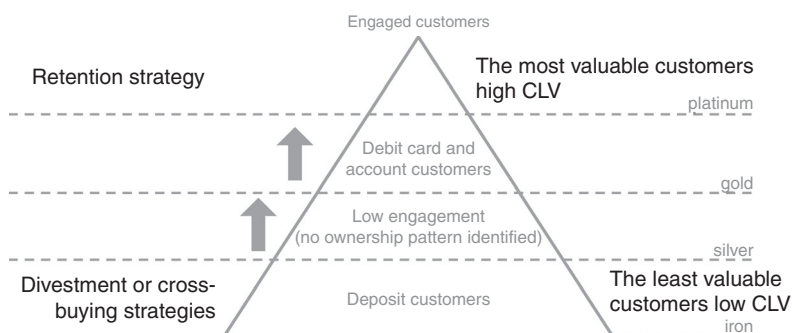 Engaged customers
Retention strategy
The most valuable customers
high CLV
platinum
Debit card and
account customers
gold
Low engagement
(no ownership pattern identified)
silver
Divestment or cross-
buying strategies
Deposit customers
The least valuable
customers low CLV
iron